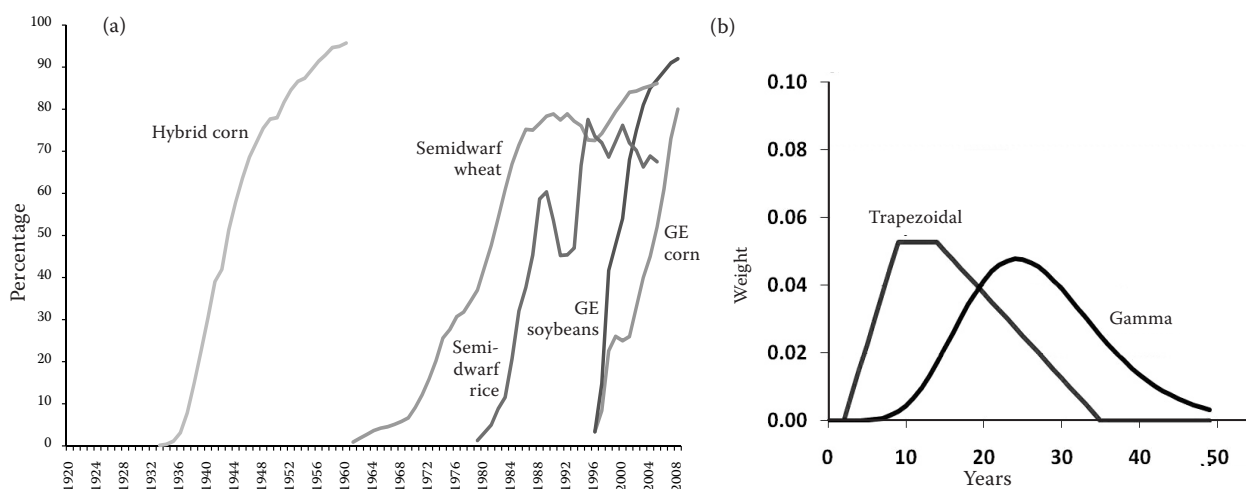 (a)
Percentage
100
90
80
70
60
50
40
30
20
10
0
Hybrid corn
Semidwarf
wheat
Semi-
dwarf
rice
GE
soybeans
GE
corn
1920
1924
1928
1932
1936
1940
1944
1948
1952
1956
1960
1964
1968
1972
1976
1980
1984
1988
1992
1996
2000
2004
2008
(b)
Weight
0.10
0.08
0.06
0.04
0.02
0.00
Trapezoidal
Gamma
0
10
20
30
40
50
Years